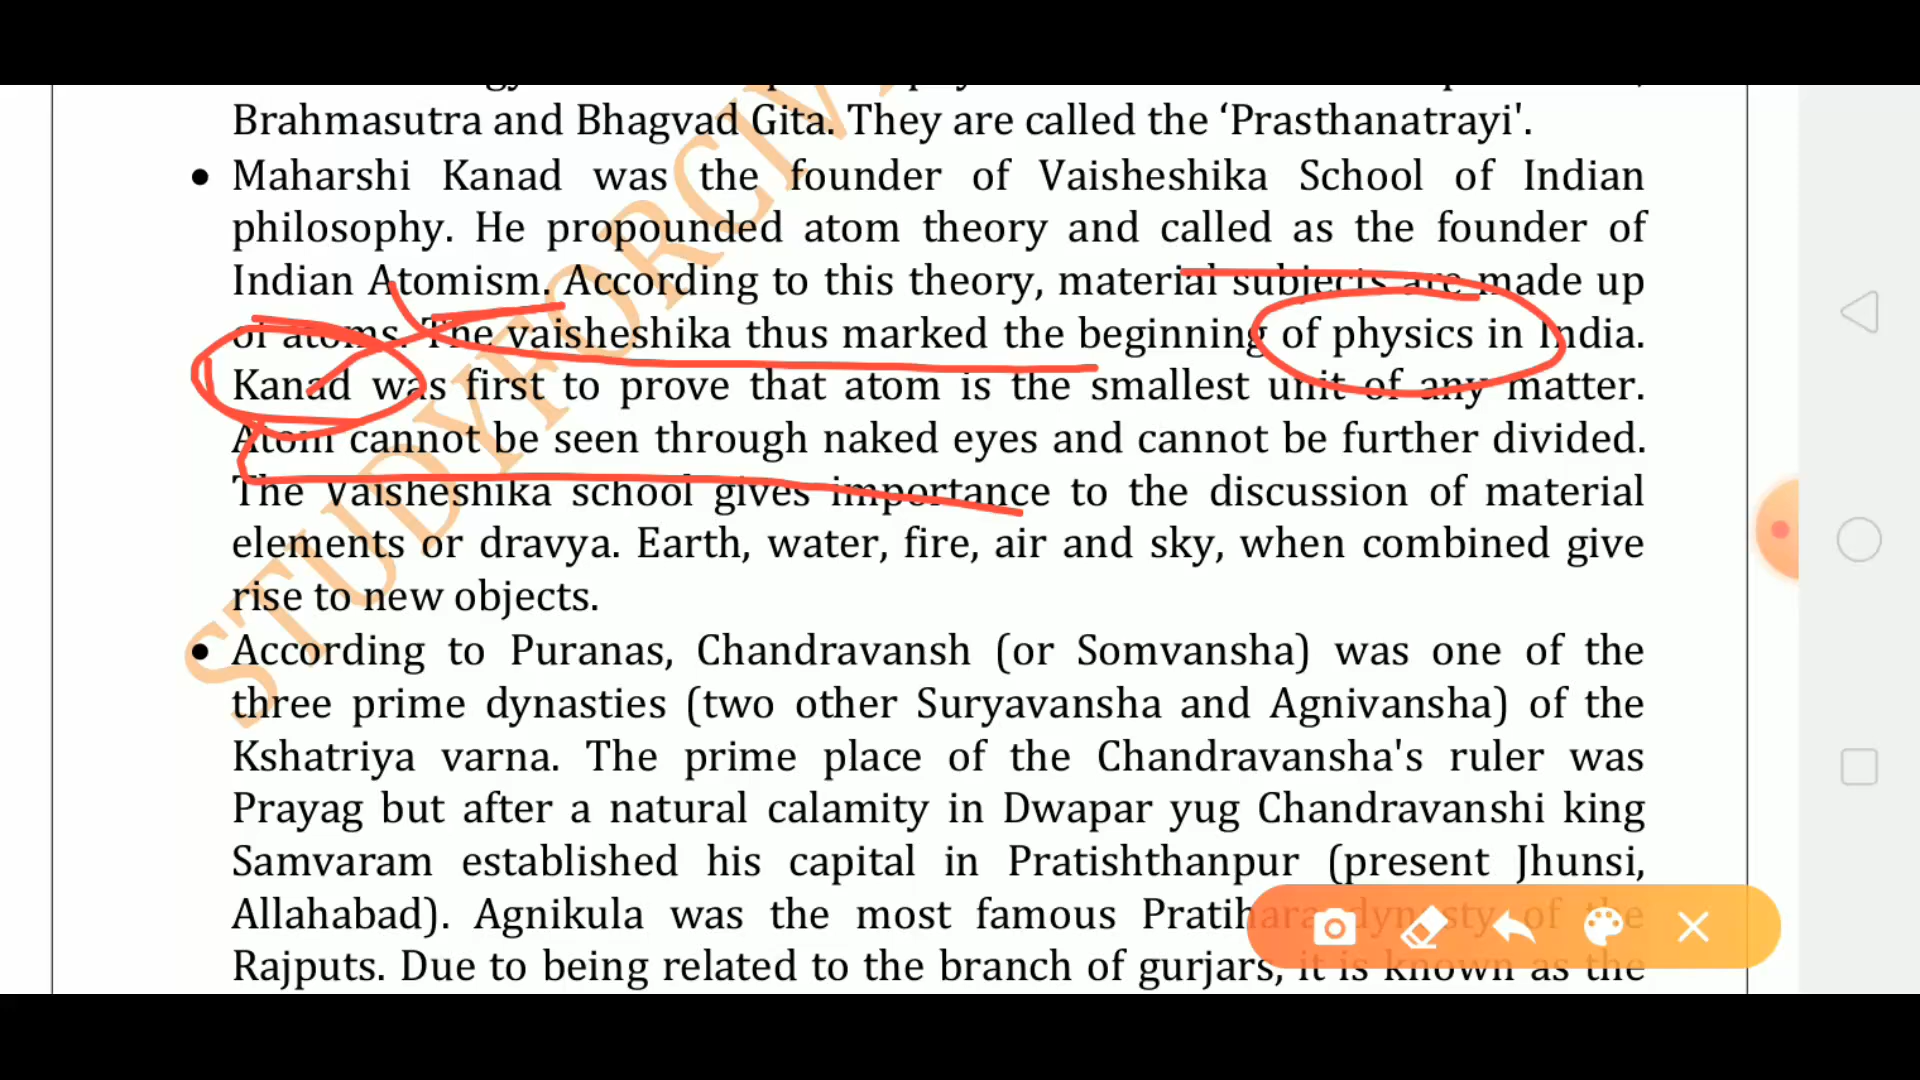 Brahmasutra and Bhagvad Gita. They are called the ‘Prasthanatrayi'.
• Maharshi Kanad was the founder of Vaisheshika School of Indian
philosophy. He propounded atom theory and called as the founder of
Indian Atomism. According to this theory, material subjects are made up
of atoms. The vaisheshika thus marked the beginning of physics in India.
Kanad was first to prove that atom is the smallest unit of any matter.
Atom cannot be seen through naked eyes and cannot be further divided.
The Vaisheshika school gives importance to the discussion of material
elements or dravya. Earth, water, fire, air and sky, when combined give
rise to new objects.
• According to Puranas, Chandravansh (or Somvansha) was one of the
three prime dynasties (two other Suryavansha and Agnivansha) of the
Kshatriya varna. The prime place of the Chandravansha's ruler was
Prayag but after a natural calamity in Dwapar yug Chandravanshi king
Samvaram established his capital in Pratishthanpur (present Jhunsi,
Allahabad). Agnikula was the most famous Pratihara dynasty of the
Rajputs. Due to being related to the branch of gurjars, it is known as the
STUDYFORCIV